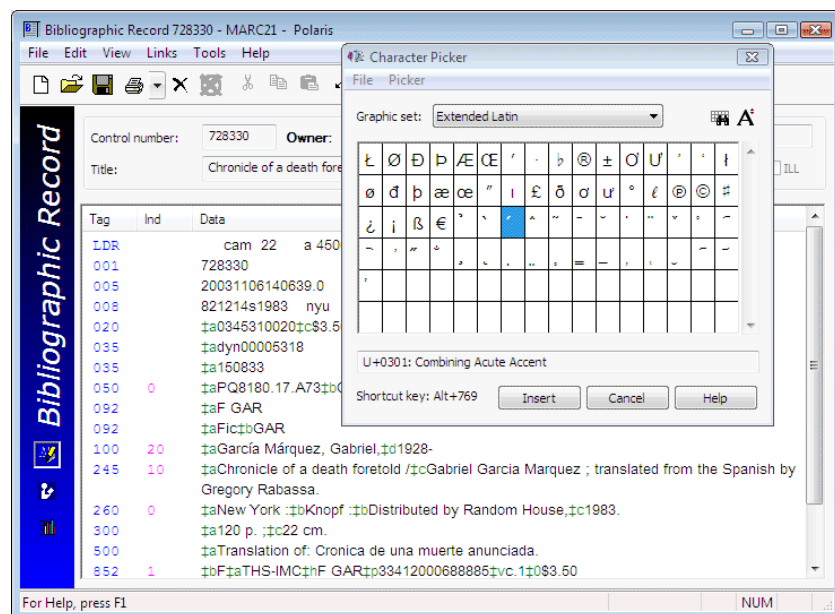 Bibliographic Record 728330 - MARC21 - Polaris
File Edit View Links Tools Help
Character Picker
File Picker
Graphic set: Extended Latin
Control number: 728330 Owner:
Title: Chronicle of a death fore
ILL
Bibliographic Record
Ł Ø Đ Þ Æ Œ ʹ · ♭ ® ± Ơ Ư ʼ ʻ ł
ø đ þ æ œ ʺ ı £ ð ơ ư ° ℓ ℗ © ♯
¿ ¡ ß €
U+0301: Combining Acute Accent
Shortcut key: Alt+769 Insert Cancel Help
Tag Ind Data
LDR cam 22 a 450
001 728330
005 20031106140639.0
008 821214s1983 nyu
020 ‡a0345310020‡c$3.5
035 ‡adyn00005318
035 ‡a150833
050 0 ‡aPQ8180.17.A73‡b
092 ‡aF GAR
092 ‡aFic‡bGAR
100 20 ‡aGarcía Márquez, Gabriel,‡d1928-
245 10 ‡aChronicle of a death foretold /‡cGabriel Garcia Marquez ; translated from the Spanish by
Gregory Rabassa.
260 0 ‡aNew York :‡bKnopf :‡bDistributed by Random House,‡c1983.
300 ‡a120 p. ;‡c22 cm.
500 ‡aTranslation of: Cronica de una muerte anunciada.
852 1 ‡bF‡aTHS-IMC‡hF GAR‡p33412000688885‡vc.1‡0$3.50
For Help, press F1
NUM